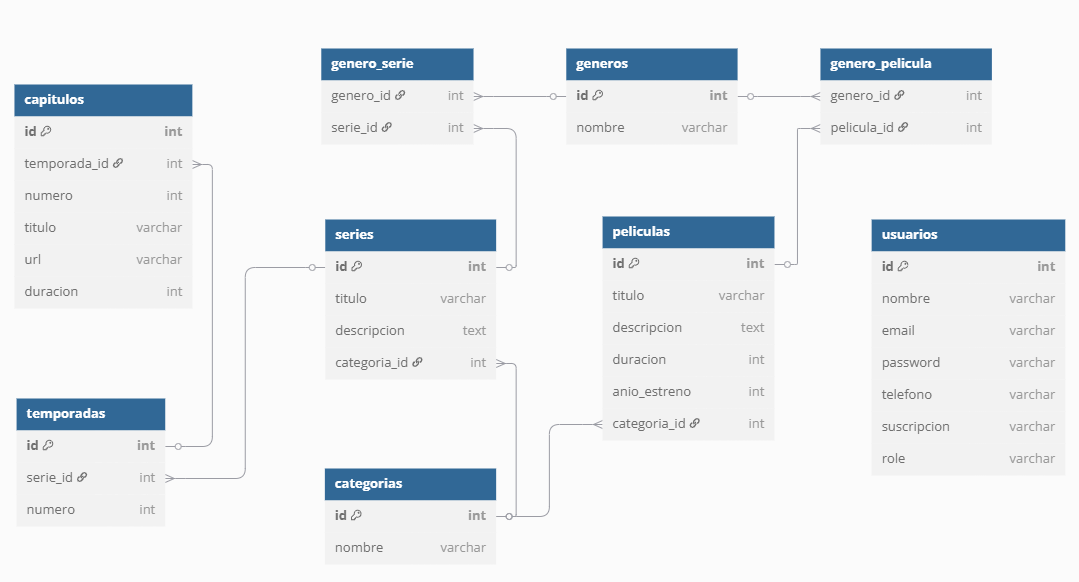 capitulos
id int
temporada_id int
numero int
titulo varchar
url varchar
duracion int
genero_serie
genero_id int
serie_id int
generos
id int
nombre varchar
genero_pelicula
genero_id int
pelicula_id int
series
id int
titulo varchar
descripcion text
categoria_id int
peliculas
id int
titulo varchar
descripcion text
duracion int
anio_estreno int
categoria_id int
usuarios
id int
nombre varchar
email varchar
password varchar
telefono varchar
suscripcion varchar
role varchar
temporadas
id int
serie_id int
numero int
categorias
id int
nombre varchar